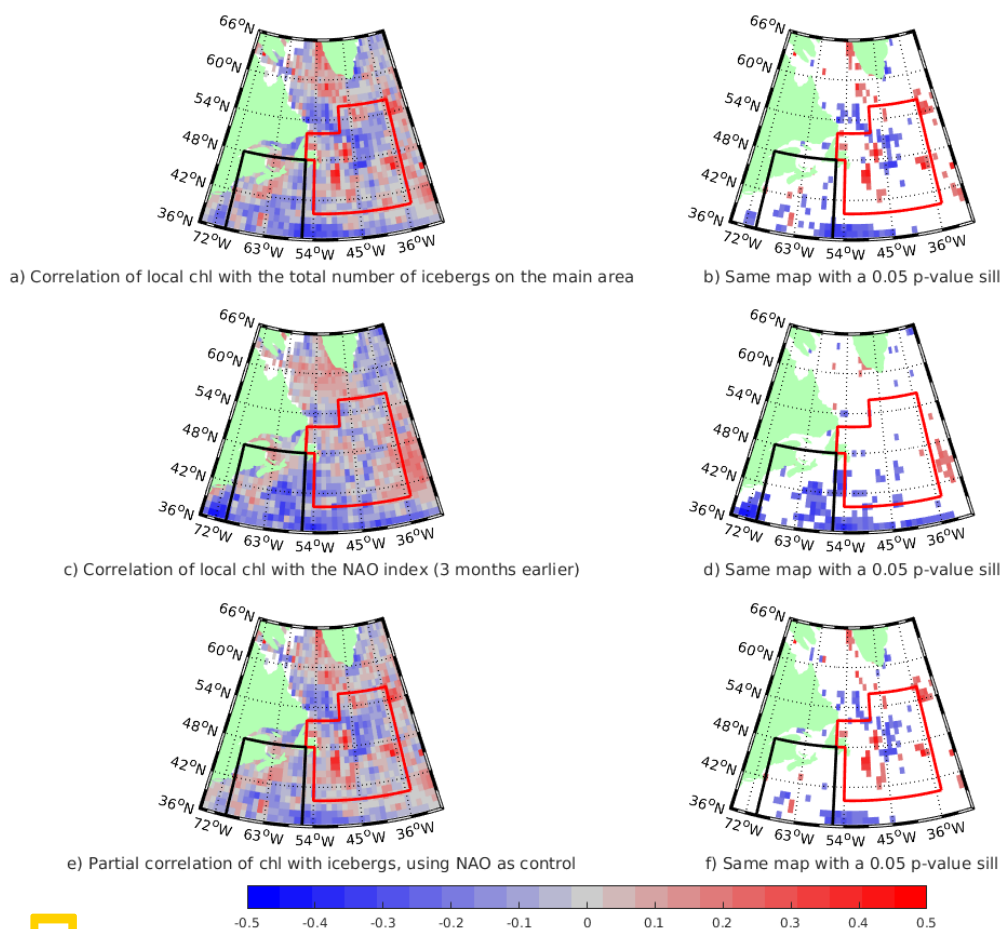 66°N
60°N
54°N
48°N
42°N
36°N
72°W 63°W 54°W 45°W 36°W
a) Correlation of local chl with the total number of icebergs on the main area
66°N
60°N
54°N
48°N
42°N
36°N
72°W 63°W 54°W 45°W 36°W
b) Same map with a 0.05 p-value sill
66°N
60°N
54°N
48°N
42°N
36°N
72°W 63°W 54°W 45°W 36°W
c) Correlation of local chl with the NAO index (3 months earlier)
66°N
60°N
54°N
48°N
42°N
36°N
72°W 63°W 54°W 45°W 36°W
d) Same map with a 0.05 p-value sill
66°N
60°N
54°N
48°N
42°N
36°N
72°W 63°W 54°W 45°W 36°W
e) Partial correlation of chl with icebergs, using NAO as control
66°N
60°N
54°N
48°N
42°N
36°N
72°W 63°W 54°W 45°W 36°W
f) Same map with a 0.05 p-value sill
-0.5 -0.4 -0.3 -0.2 -0.1 0 0.1 0.2 0.3 0.4 0.5